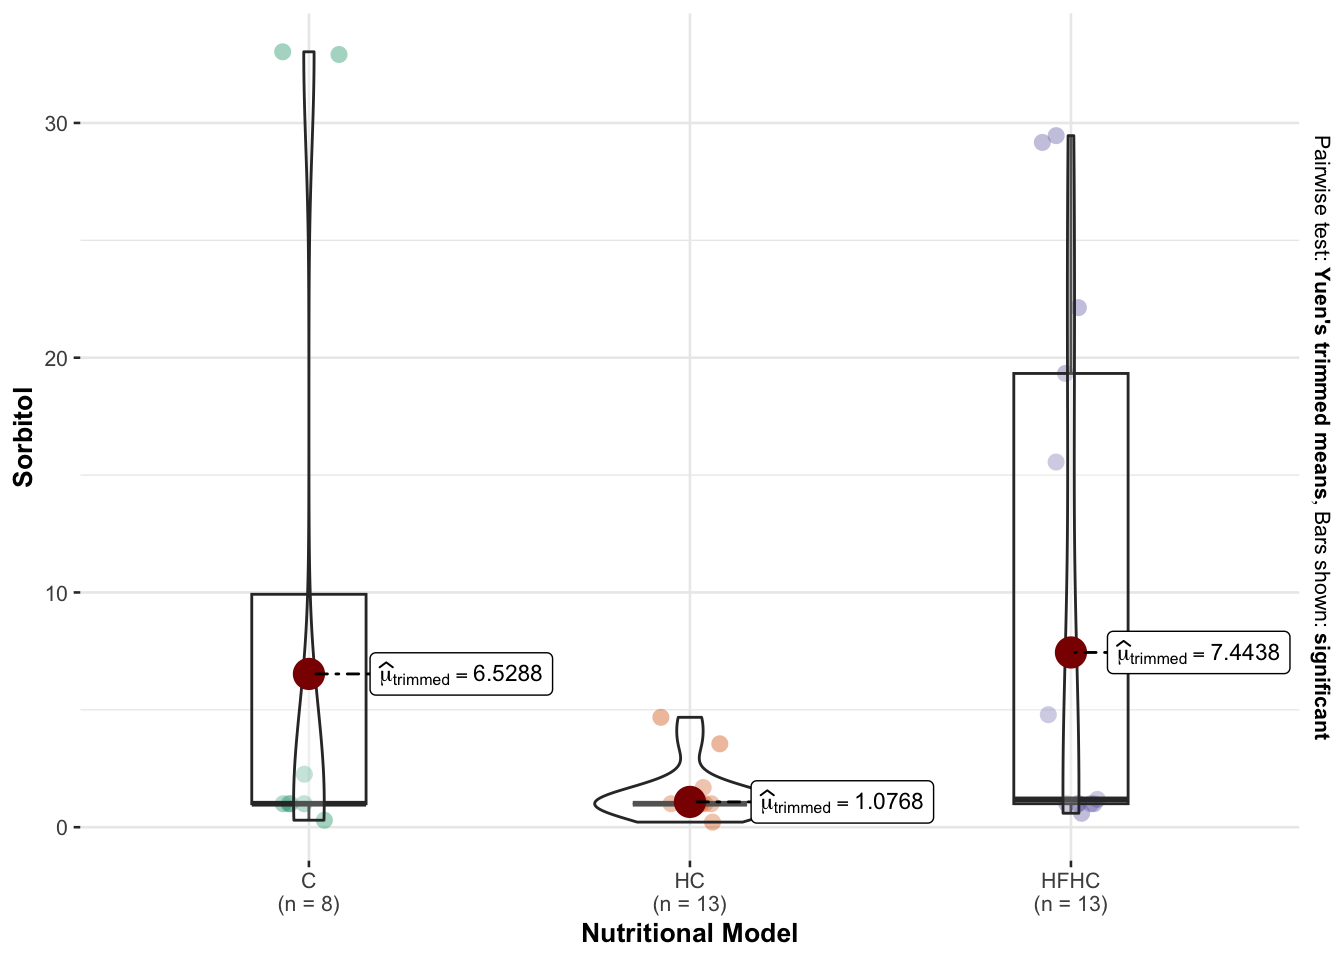 30
20
10
0
Sorbitol
μ̂trimmed = 6.5288
μ̂trimmed = 1.0768
μ̂trimmed = 7.4438
C
(n = 8)
HC
(n = 13)
HFHC
(n = 13)
Nutritional Model
Pairwise test: Yuen's trimmed means, Bars shown: significant